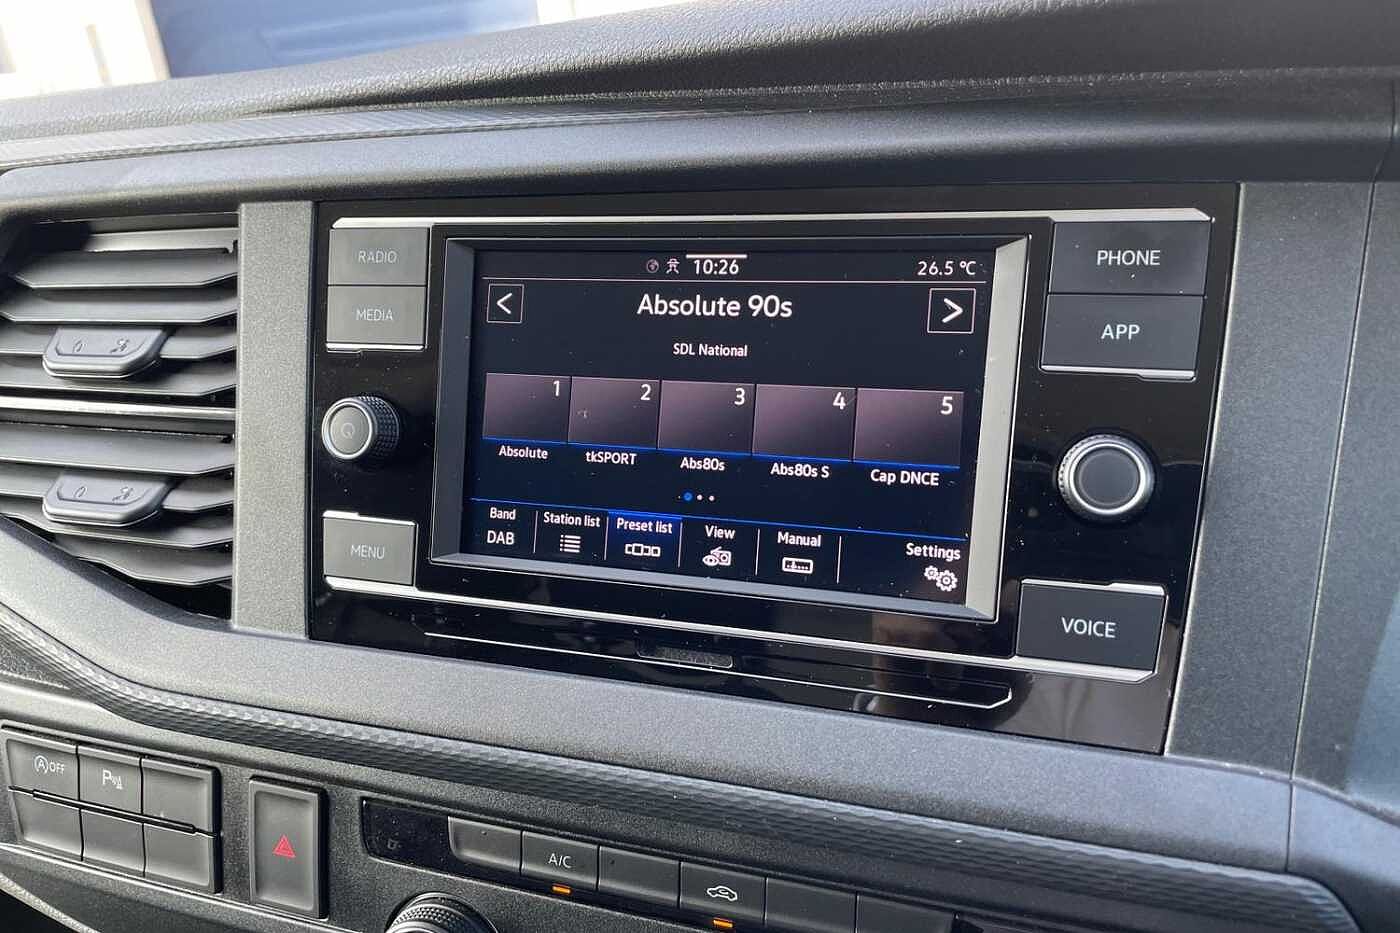 RADIO
MEDIA
MENU
10:26
26.5 °C
<
Absolute 90s
>
SDL National
1
2
3
4
5
Absolute
tkSPORT
Abs80s
Abs80s S
Cap DNCE
Band
DAB
Station list
Preset list
View
Manual
Settings
PHONE
APP
VOICE
A OFF
P
A/C